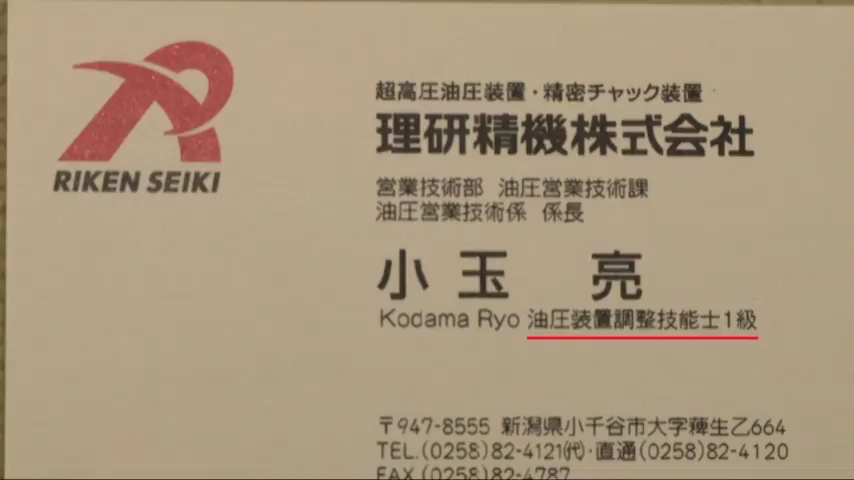 RIKEN SEIKI
超高圧油圧装置・精密チャック装置
理研精機株式会社
営業技術部 油圧営業技術課
油圧営業技術係 係長
小玉 亮
Kodama Ryo 油圧装置調整技能士1級
〒947-8555 新潟県小千谷市大字薭生乙664
TEL.(0258)82-4121㈹・直通(0258)82-4120
FAX.(0258)82-4787